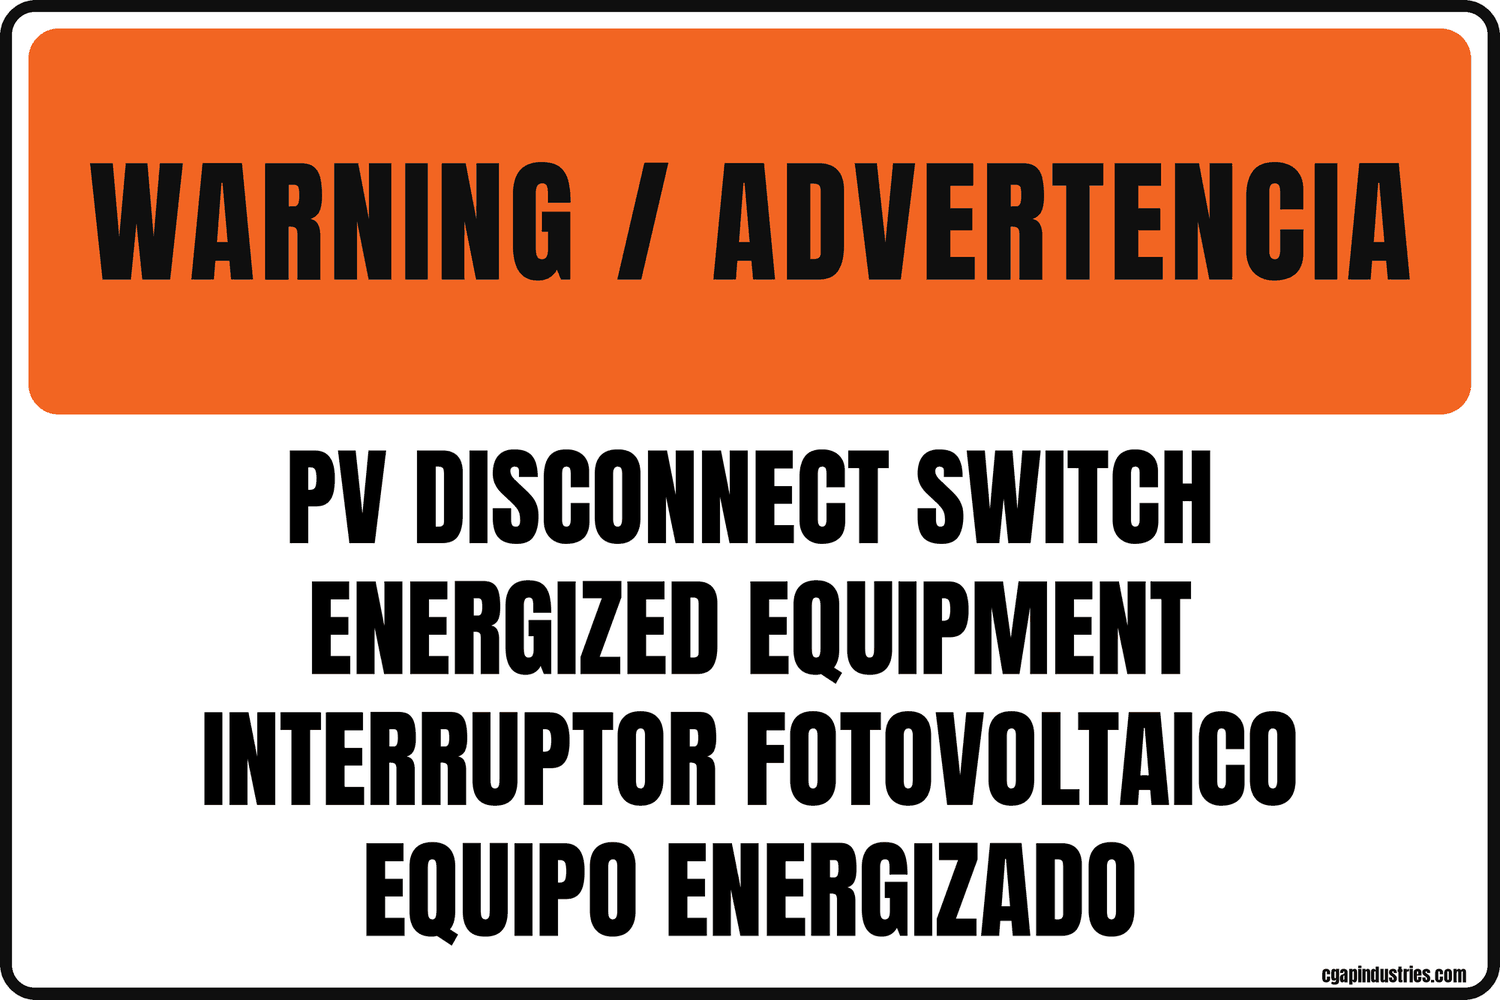 WARNING / ADVERTENCIA
PV DISCONNECT SWITCH
ENERGIZED EQUIPMENT
INTERRUPTOR FOTOVOLTAICO
EQUIPO ENERGIZADO
cgapindustries.com